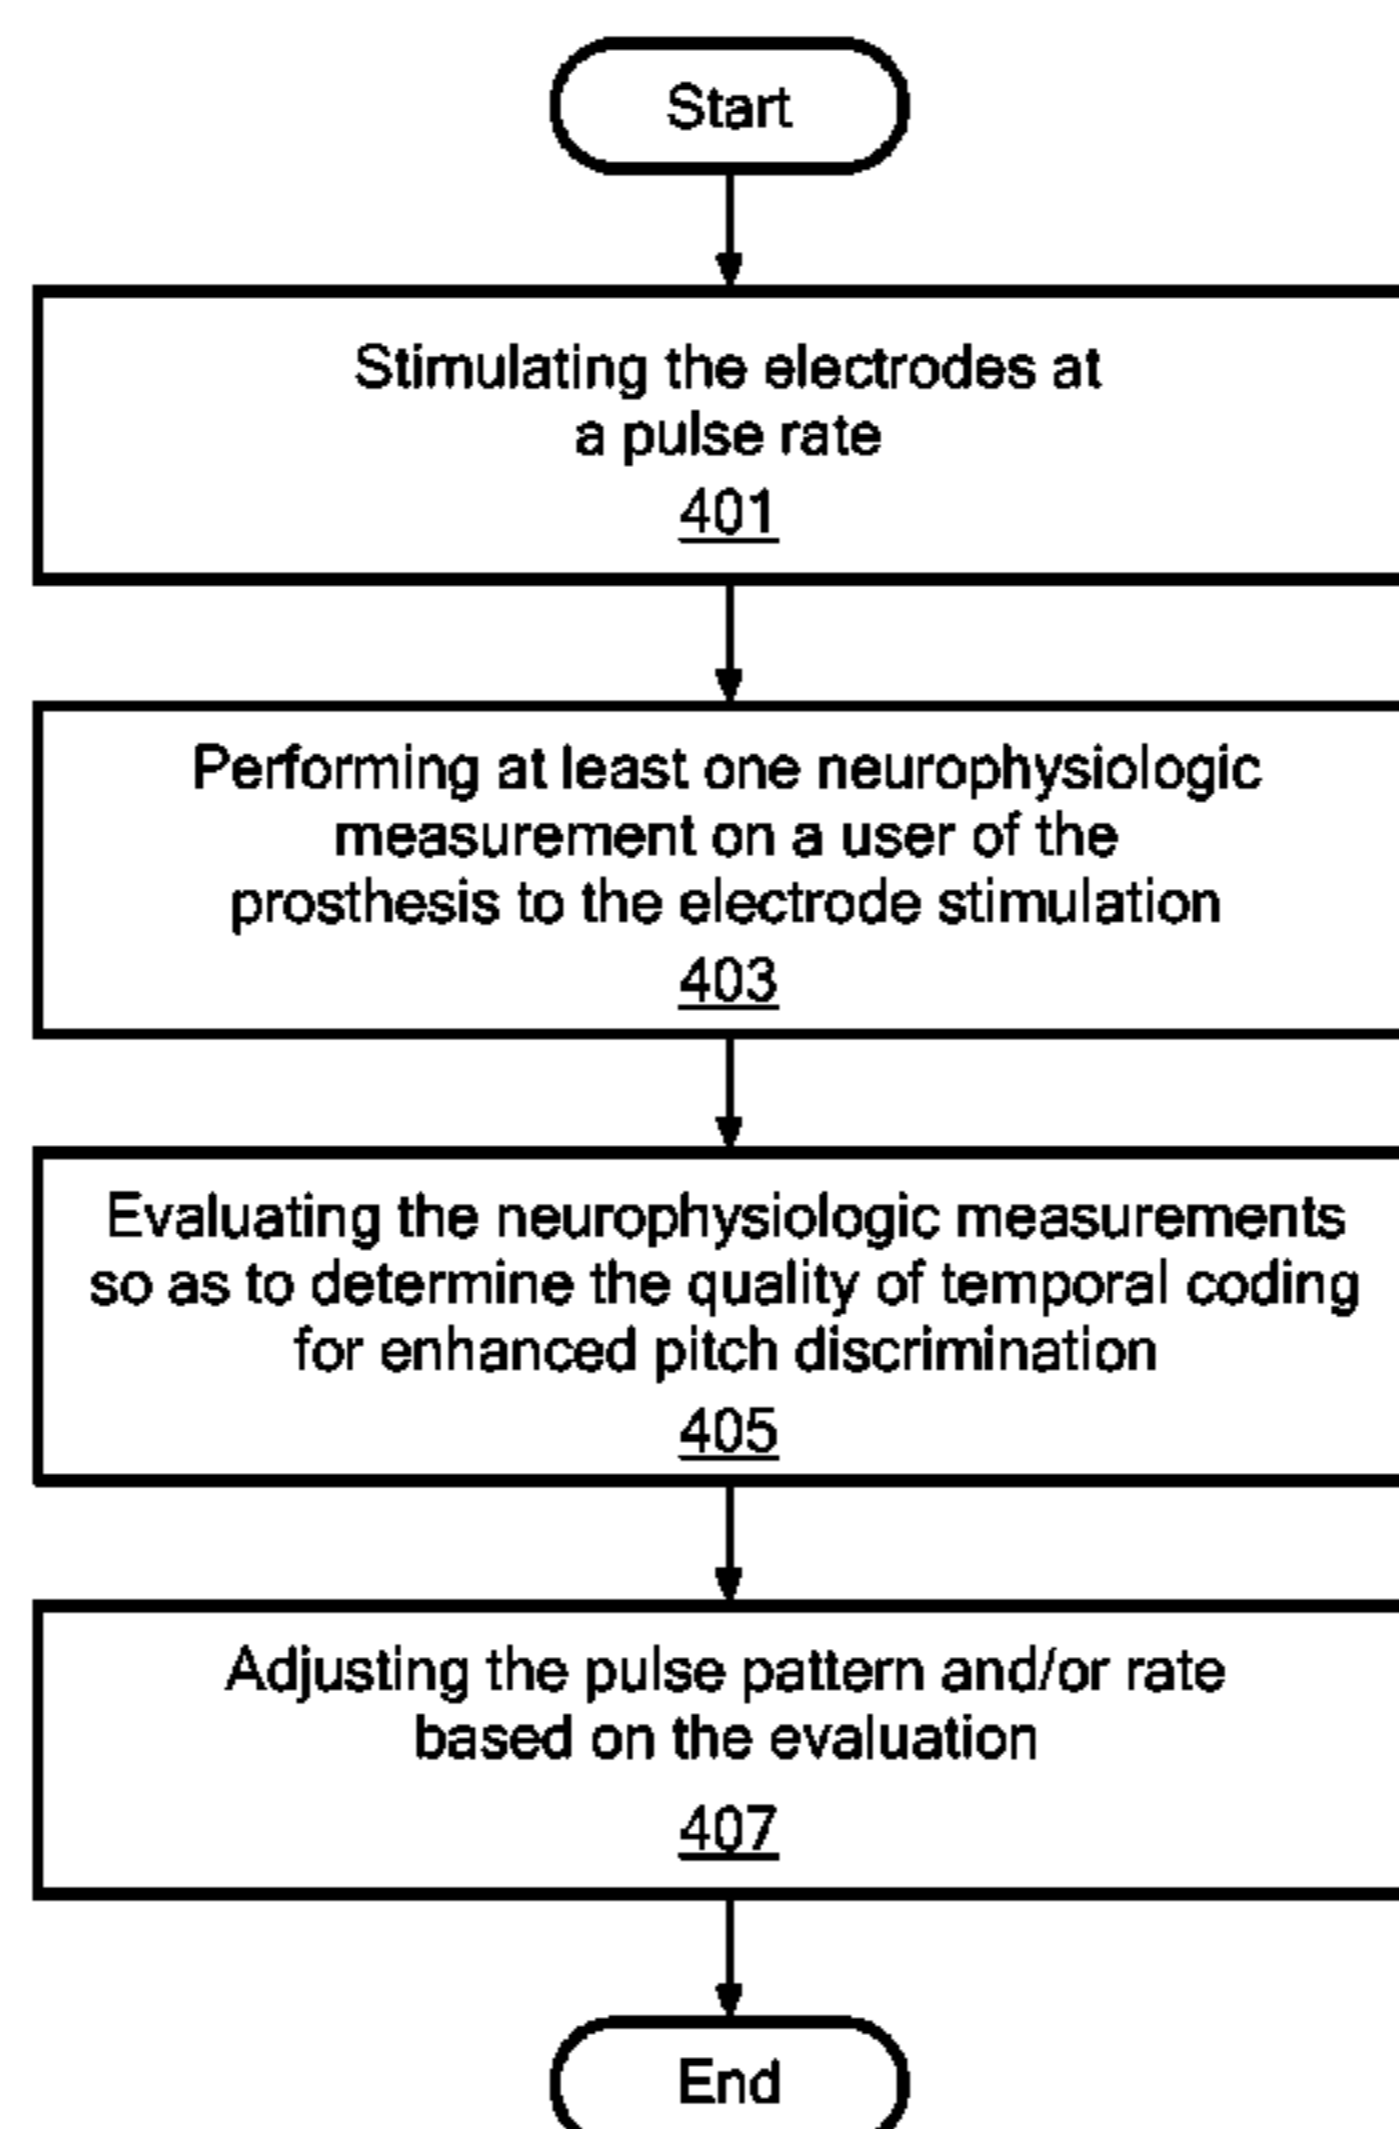 Start
Stimulating the electrodes at
a pulse rate
401
Performing at least one neurophysiologic
measurement on a user of the
prosthesis to the electrode stimulation
403
Evaluating the neurophysiologic measurements
so as to determine the quality of temporal coding
for enhanced pitch discrimination
405
Adjusting the pulse pattern and/or rate
based on the evaluation
407
End